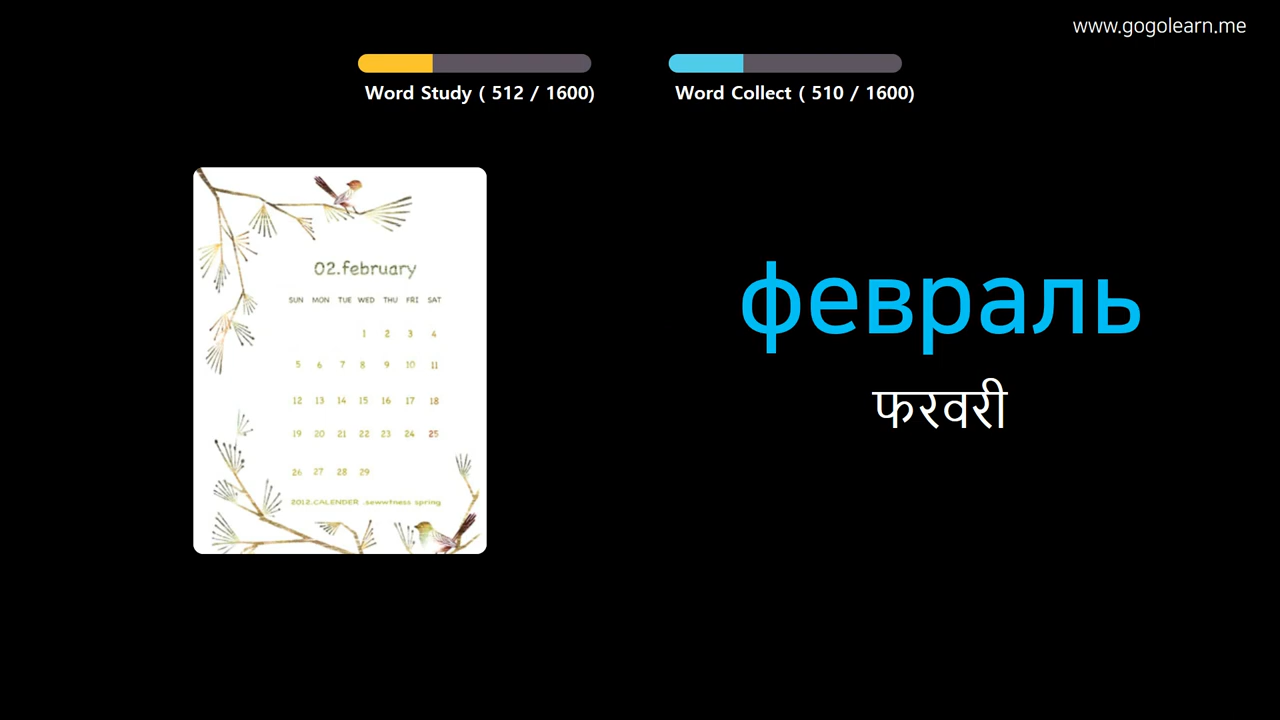 www.gogolearn.me
Word Study ( 512 / 1600)
Word Collect ( 510 / 1600)
02.february
SUN MON TUE WED THU FRI SAT
1 2 3 4
5 6 7 8 9 10 11
12 13 14 15 16 17 18
19 20 21 22 23 24 25
26 27 28 29
2012.CALENDER .sewwtness spring
февраль
फरवरी